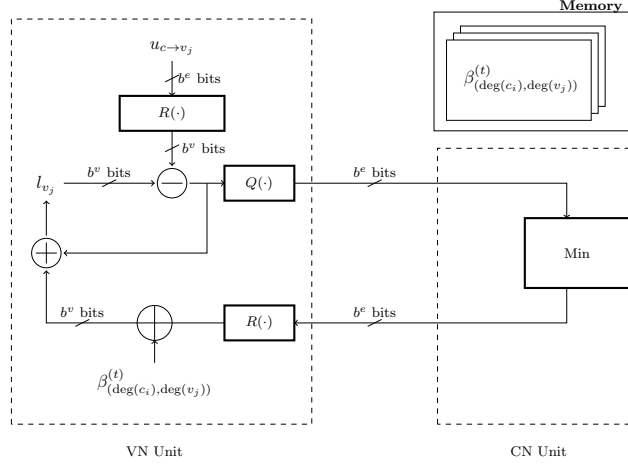 Memory
u_{c→v_j}
β^{(t)}_{(deg(c_i),deg(v_j))}
b^e bits
R(·)
b^v bits
l_{v_j}
b^v bits
Q(·)
b^e bits
Min
b^v bits
R(·)
b^e bits
β^{(t)}_{(deg(c_i),deg(v_j))}
VN Unit
CN Unit